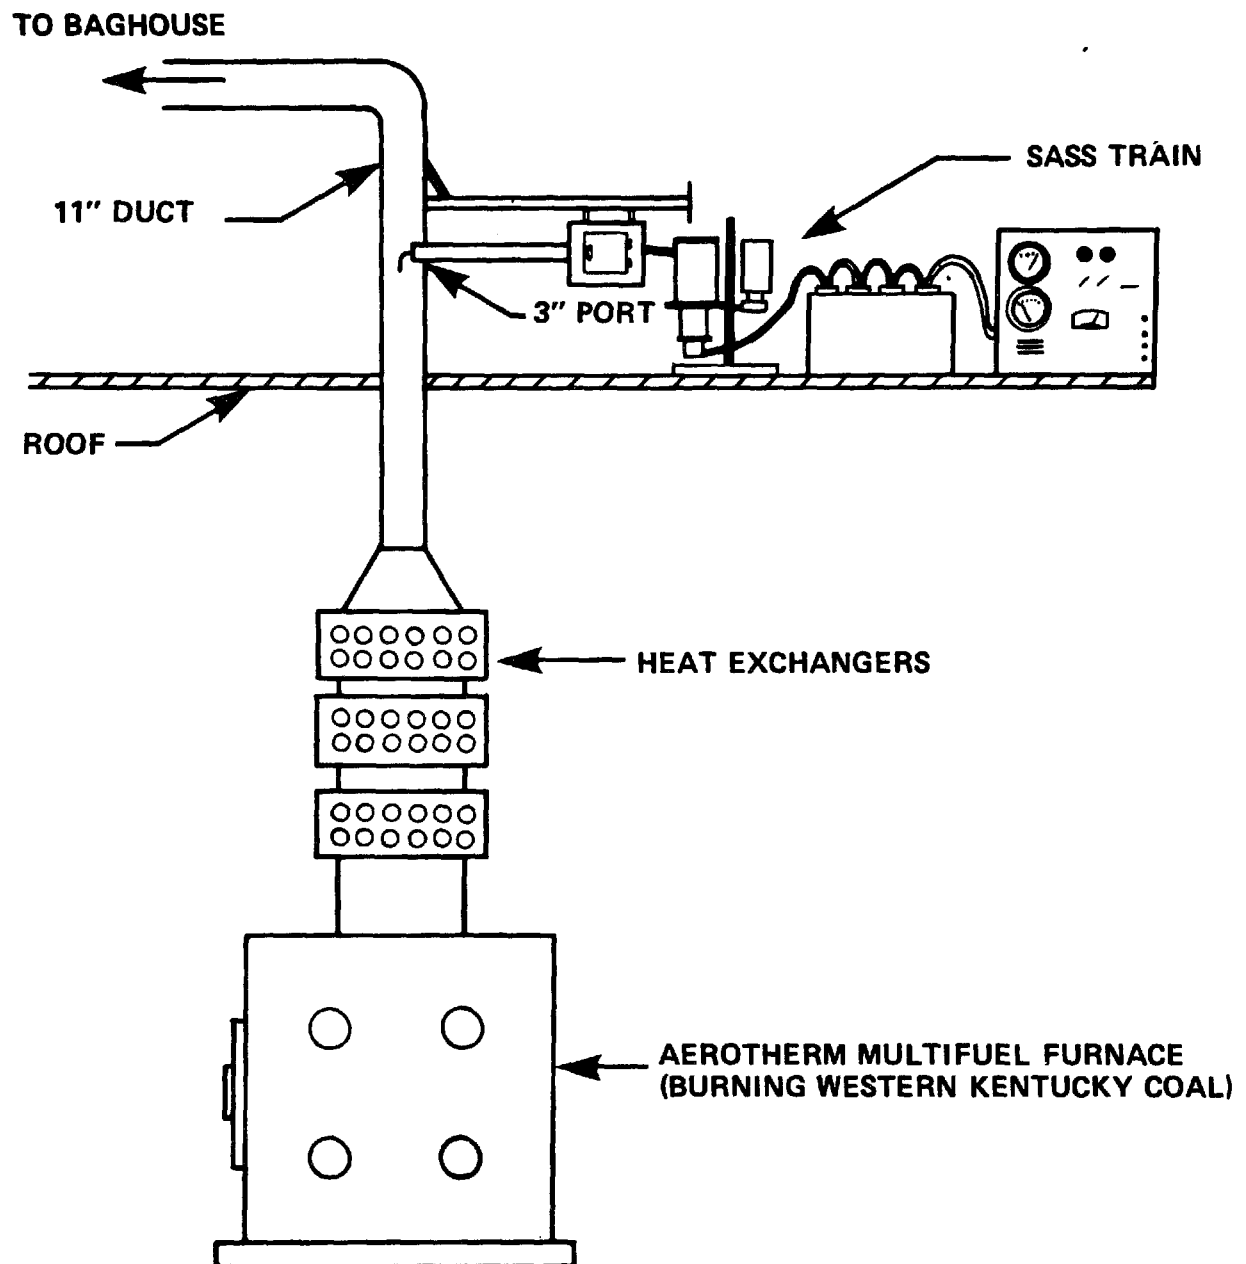 TO BAGHOUSE
SASS TRAIN
11" DUCT
3" PORT
ROOF
HEAT EXCHANGERS
AEROTHERM MULTIFUEL FURNACE
(BURNING WESTERN KENTUCKY COAL)